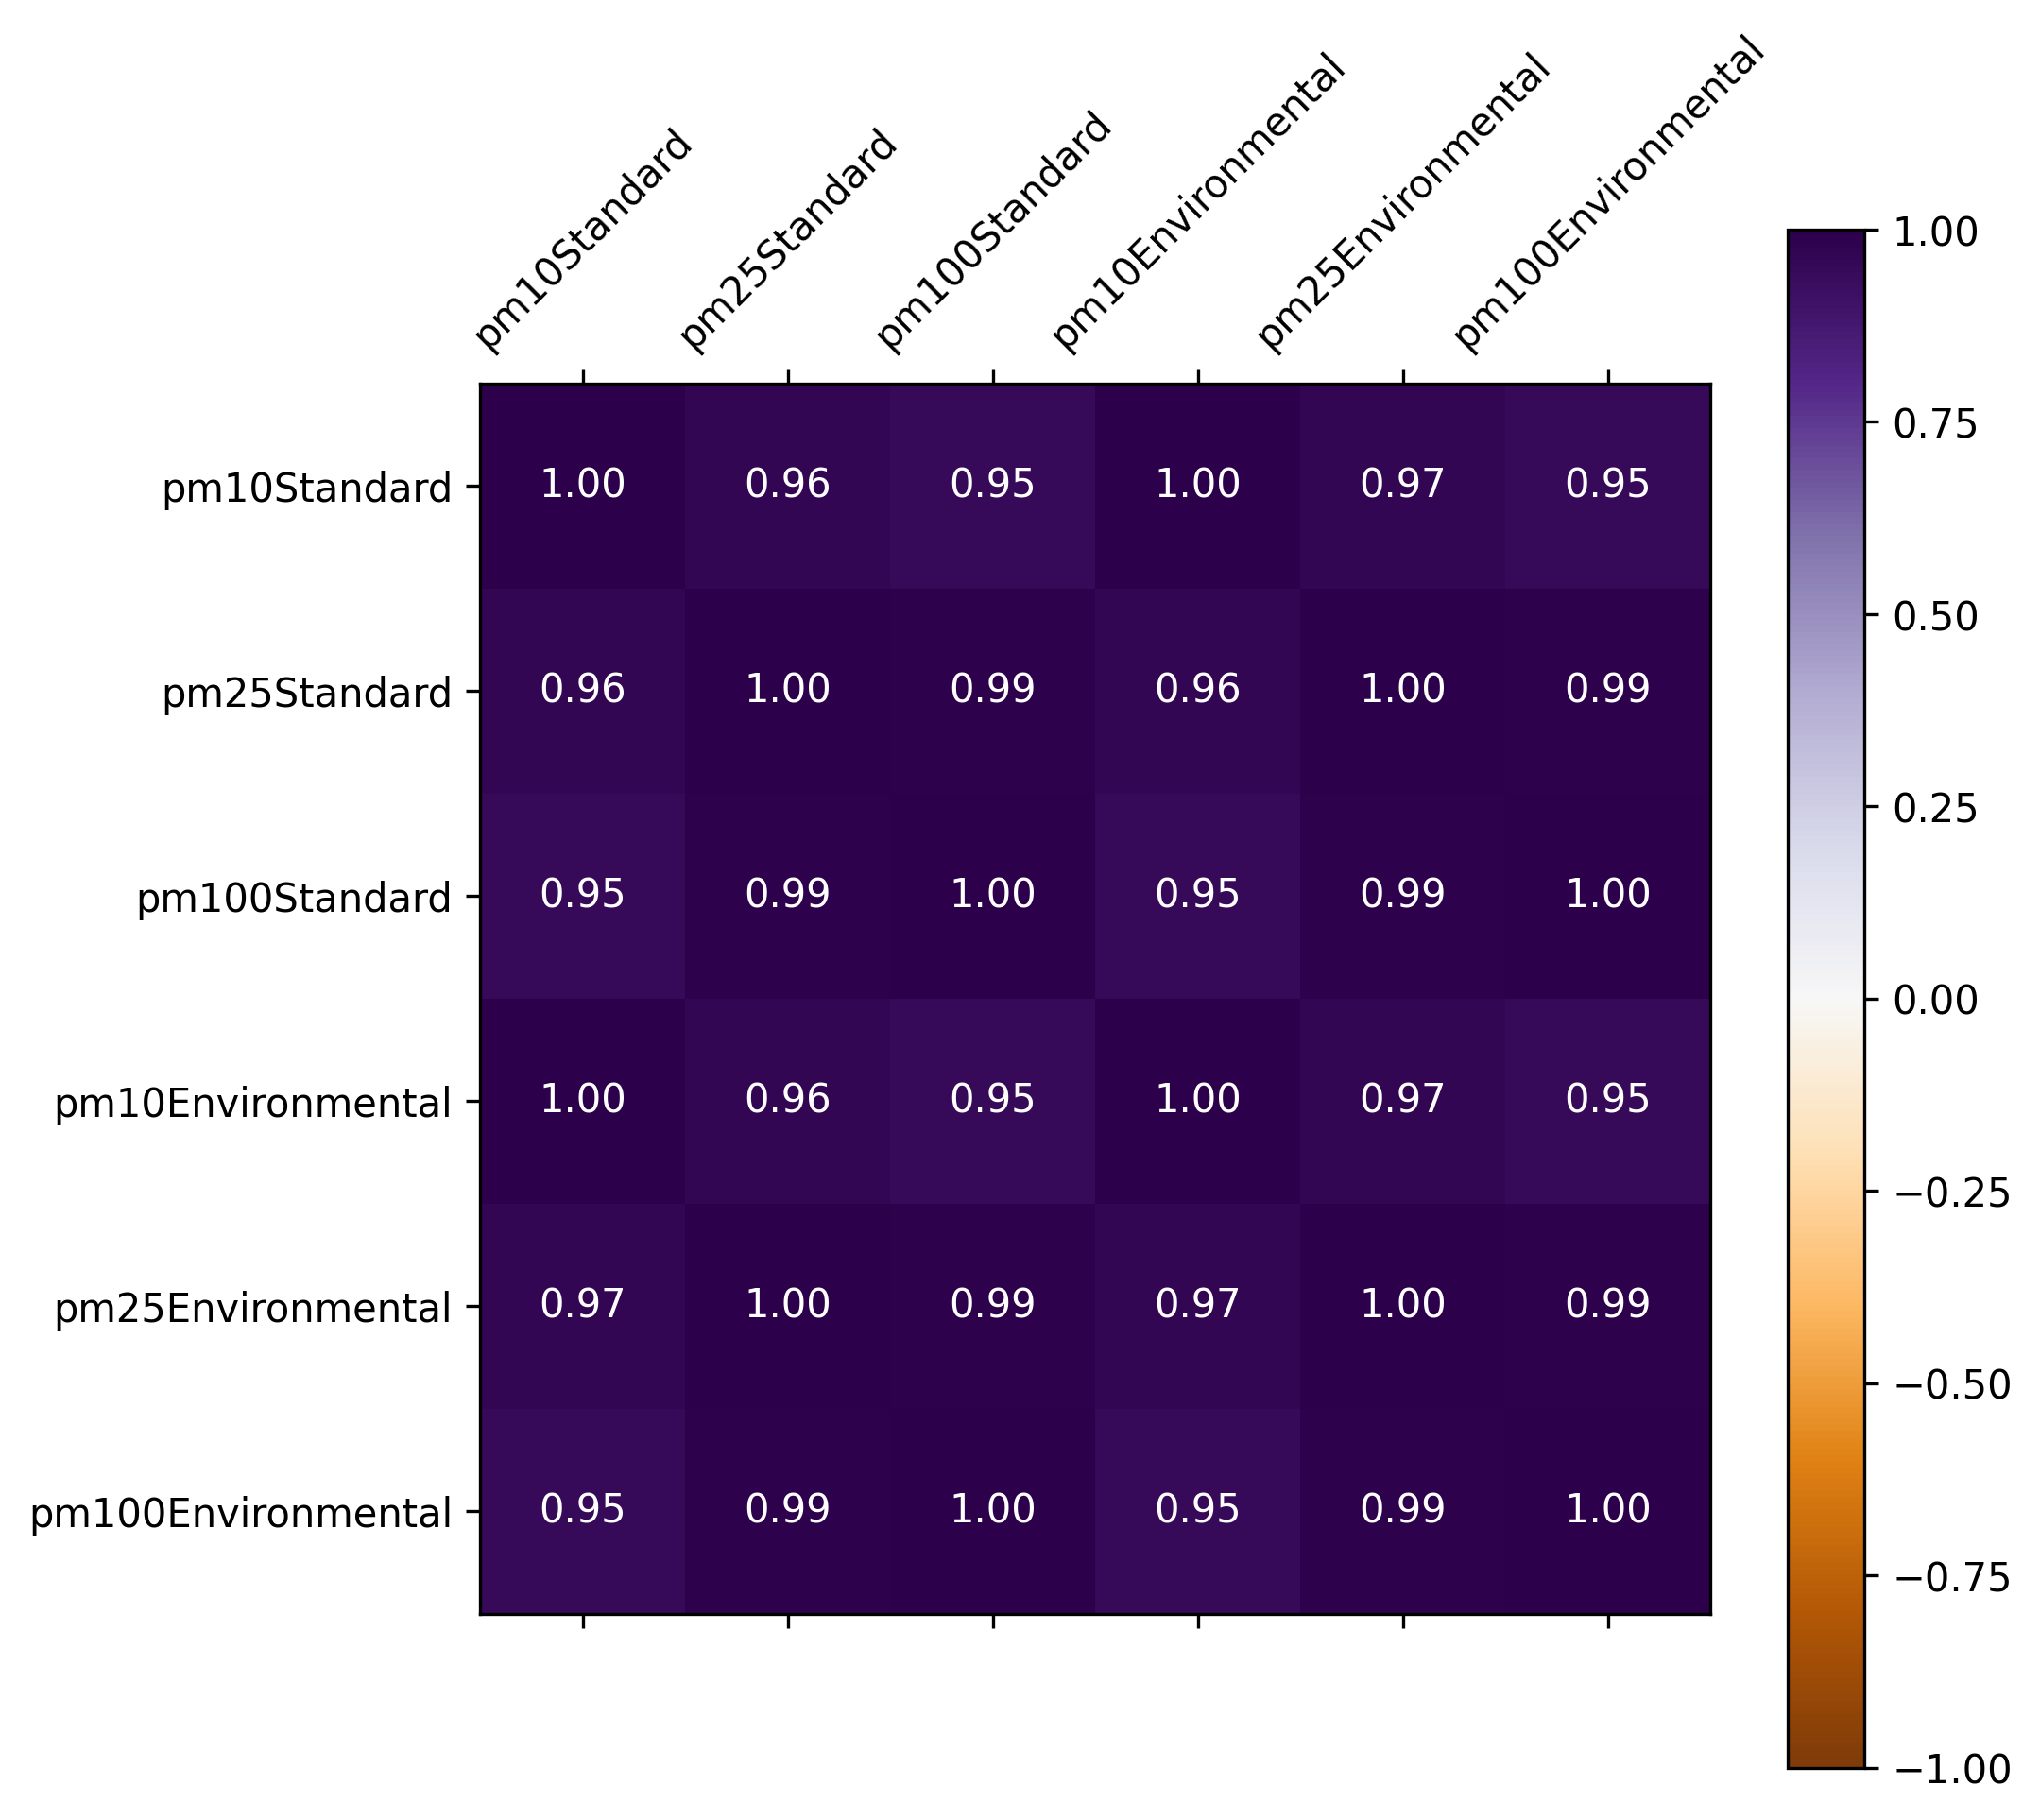 pm10Standard
pm25Standard
pm100Standard
pm10Environmental
pm25Environmental
pm100Environmental
pm10Standard 1.00 0.96 0.95 1.00 0.97 0.95
pm25Standard 0.96 1.00 0.99 0.96 1.00 0.99
pm100Standard 0.95 0.99 1.00 0.95 0.99 1.00
pm10Environmental 1.00 0.96 0.95 1.00 0.97 0.95
pm25Environmental 0.97 1.00 0.99 0.97 1.00 0.99
pm100Environmental 0.95 0.99 1.00 0.95 0.99 1.00
1.00
0.75
0.50
0.25
0.00
−0.25
−0.50
−0.75
−1.00